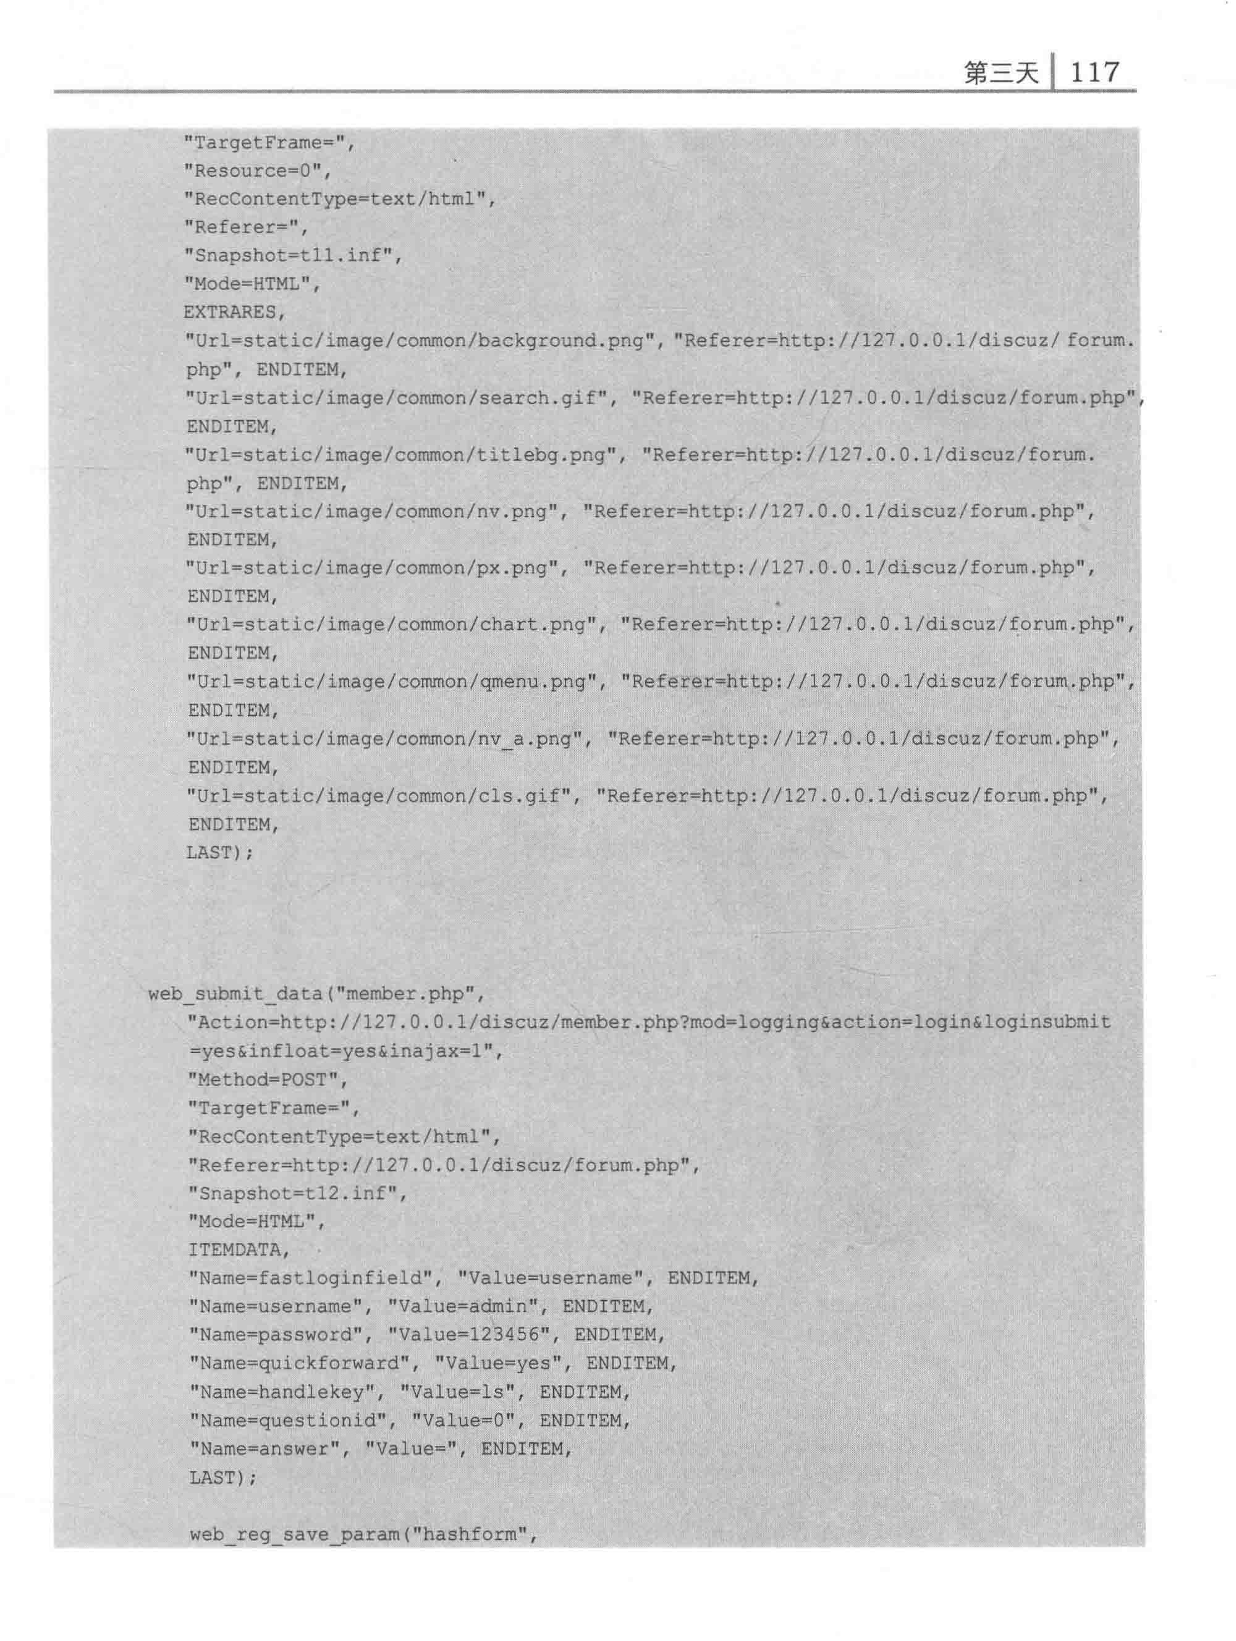 第三天 | 117
"TargetFrame=",
"Resource=0",
"RecContentType=text/html",
"Referer=",
"Snapshot=t11.inf",
"Mode=HTML",
EXTRARES,
"Url=static/image/common/background.png", "Referer=http://127.0.0.1/discuz/ forum.
php", ENDITEM,
"Url=static/image/common/search.gif", "Referer=http://127.0.0.1/discuz/forum.php",
ENDITEM,
"Url=static/image/common/titlebg.png", "Referer=http://127.0.0.1/discuz/forum.
php", ENDITEM,
"Url=static/image/common/nv.png", "Referer=http://127.0.0.1/discuz/forum.php",
ENDITEM,
"Url=static/image/common/px.png", "Referer=http://127.0.0.1/discuz/forum.php",
ENDITEM,
"Url=static/image/common/chart.png", "Referer=http://127.0.0.1/discuz/forum.php",
ENDITEM,
"Url=static/image/common/qmenu.png", "Referer=http://127.0.0.1/discuz/forum.php",
ENDITEM,
"Url=static/image/common/nv_a.png", "Referer=http://127.0.0.1/discuz/forum.php",
ENDITEM,
"Url=static/image/common/cls.gif", "Referer=http://127.0.0.1/discuz/forum.php",
ENDITEM,
LAST);
web_submit_data("member.php",
"Action=http://127.0.0.1/discuz/member.php?mod=logging&action=login&loginsubmit
=yes&infloat=yes&inajax=1",
"Method=POST",
"TargetFrame=",
"RecContentType=text/html",
"Referer=http://127.0.0.1/discuz/forum.php",
"Snapshot=t12.inf",
"Mode=HTML",
ITEMDATA,
"Name=fastloginfield", "Value=username", ENDITEM,
"Name=username", "Value=admin", ENDITEM,
"Name=password", "Value=123456", ENDITEM,
"Name=quickforward", "Value=yes", ENDITEM,
"Name=handlekey", "Value=ls", ENDITEM,
"Name=questionid", "Value=0", ENDITEM,
"Name=answer", "Value=", ENDITEM,
LAST);
web_reg_save_param("hashform",